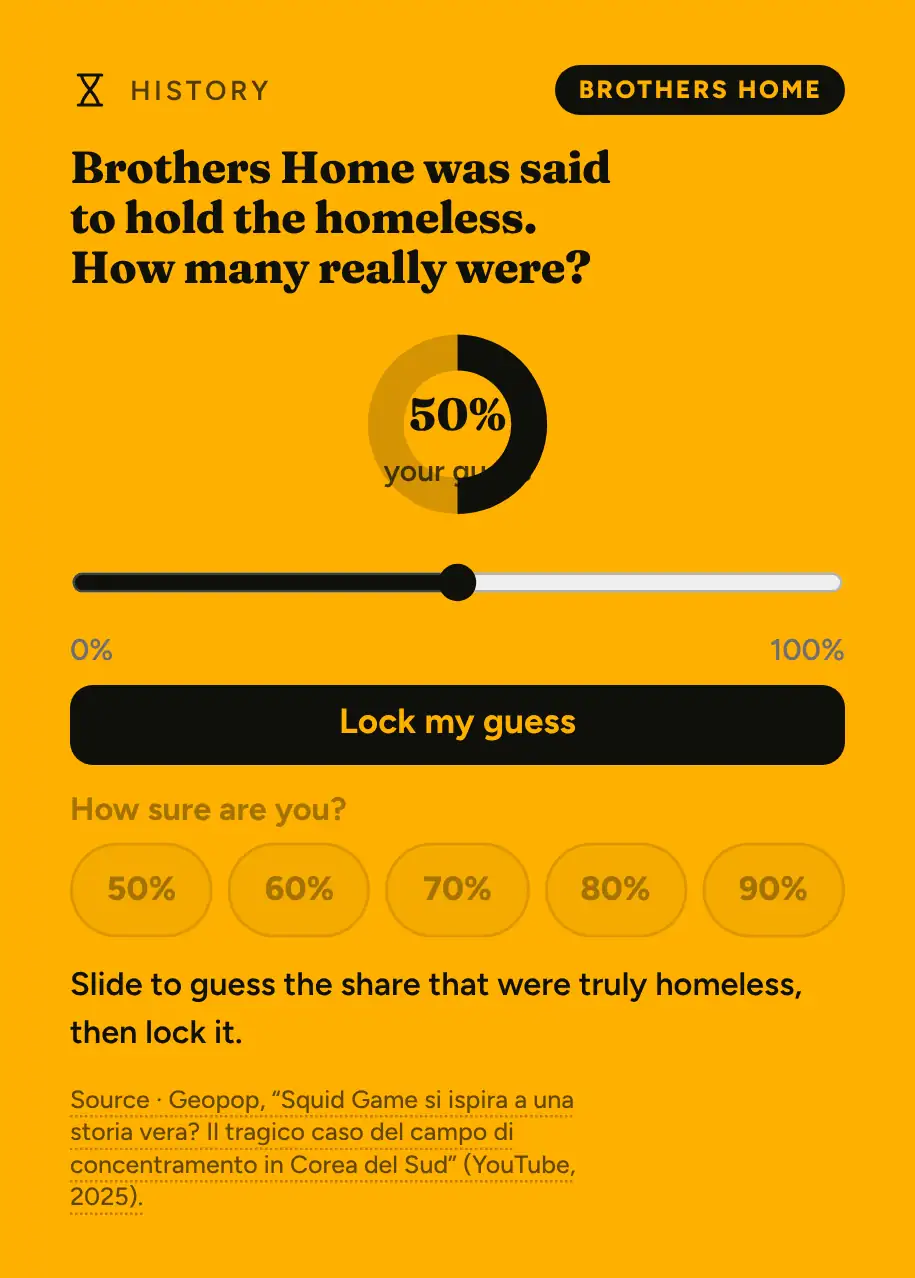 HISTORY
BROTHERS HOME
Brothers Home was said
to hold the homeless.
How many really were?
50%
your
0%
100%
Lock my guess
How sure are you?
50%
60%
70%
80%
90%
Slide to guess the share that were truly homeless,
then lock it.
Source · Geopop, “Squid Game si ispira a una
storia vera? Il tragico caso del campo di
concentramento in Corea del Sud” (YouTube,
2025).